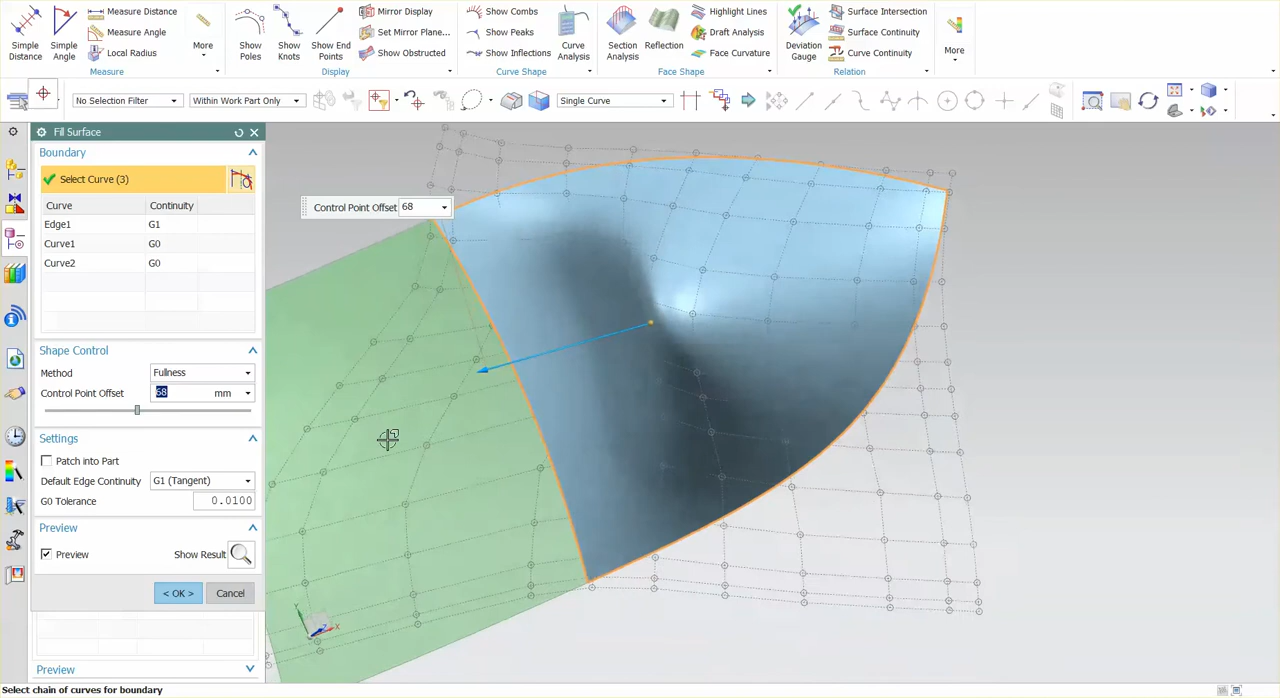 Simple Distance
Simple Angle
Measure Distance
Measure Angle
Local Radius
More
Measure
Show Poles
Show Knots
Show End Points
Mirror Display
Set Mirror Plane...
Show Obstructed
Display
Show Combs
Show Peaks
Show Inflections
Curve Analysis
Curve Shape
Section Analysis
Reflection
Highlight Lines
Draft Analysis
Face Curvature
Face Shape
Deviation Gauge
Surface Intersection
Surface Continuity
Curve Continuity
Relation
More
No Selection Filter
Within Work Part Only
Single Curve
Fill Surface
Boundary
Select Curve (3)
Curve Continuity
Edge1 G1
Curve1 G0
Curve2 G0
Shape Control
Method Fullness
Control Point Offset 68 mm
Settings
Patch into Part
Default Edge Continuity G1 (Tangent)
G0 Tolerance 0.0100
Preview
Preview Show Result
< OK > Cancel
Preview
Control Point Offset 68
Y
Z
X
Select chain of curves for boundary